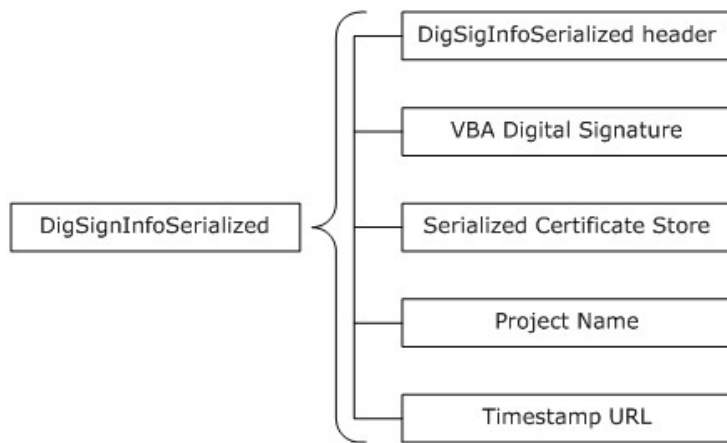 DigSigInfoSerialized header
VBA Digital Signature
DigSignInfoSerialized
Serialized Certificate Store
Project Name
Timestamp URL